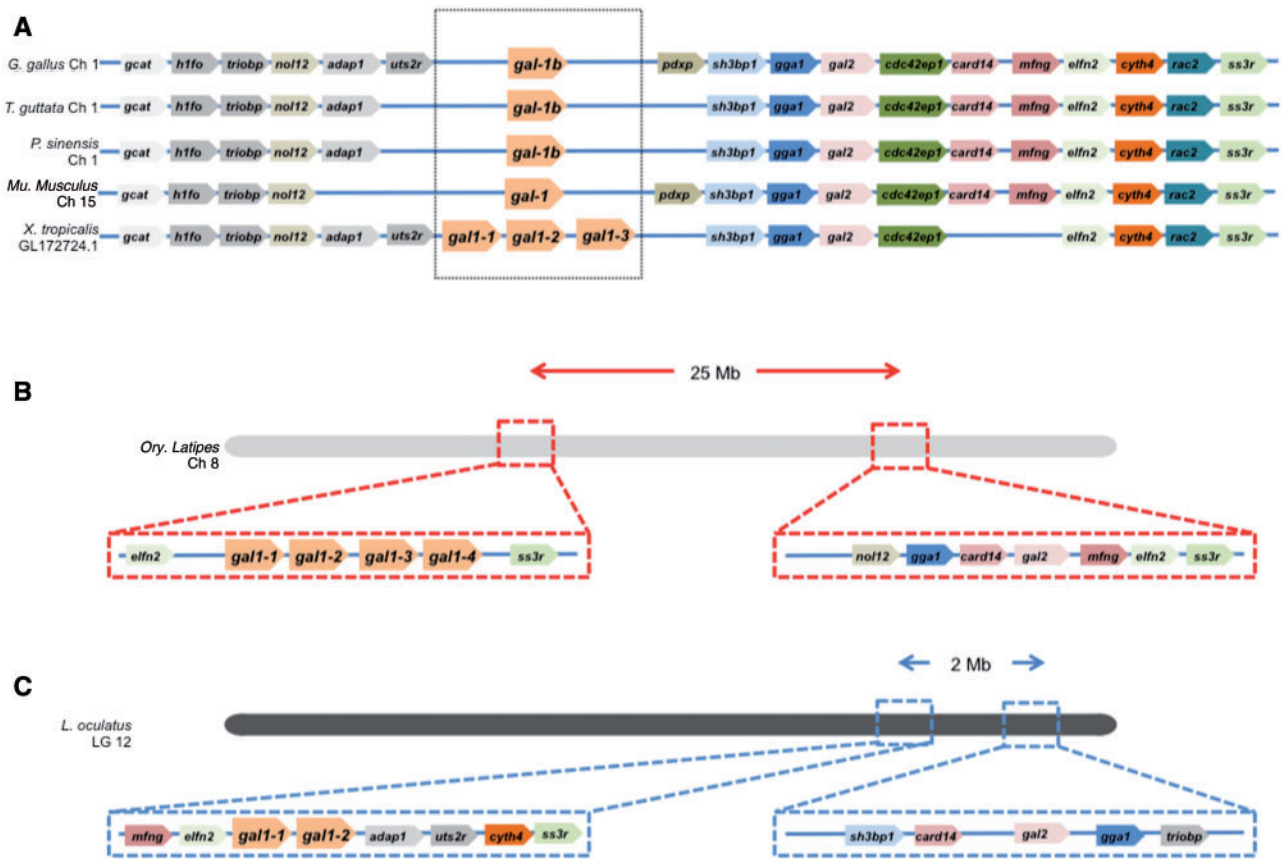 A
G. gallus Ch 1 gcat h1fo triobp nol12 adap1 uts2r gal-1b pdxp sh3bp1 gga1 gal2 cdc42ep1 card14 mfng elfn2 cyth4 rac2 ss3r
T. guttata Ch 1 gcat h1fo triobp nol12 adap1 gal-1b sh3bp1 gga1 gal2 cdc42ep1 card14 mfng elfn2 cyth4 rac2 ss3r
P. sinensis
Ch 1 gcat h1fo triobp nol12 adap1 gal-1b sh3bp1 gga1 gal2 cdc42ep1 card14 mfng elfn2 cyth4 rac2 ss3r
Mu. Musculus
Ch 15 gcat h1fo triobp nol12 gal-1 pdxp sh3bp1 gga1 gal2 cdc42ep1 card14 mfng elfn2 cyth4 rac2 ss3r
X. tropicalis
GL172724.1 gcat h1fo triobp nol12 adap1 uts2r gal1-1 gal1-2 gal1-3 sh3bp1 gga1 gal2 cdc42ep1 elfn2 cyth4 rac2 ss3r
25 Mb
B
Ory. Latipes
Ch 8
elfn2 gal1-1 gal1-2 gal1-3 gal1-4 ss3r
nol12 gga1 card14 gal2 mfng elfn2 ss3r
2 Mb
C
L. oculatus
LG 12
mfng elfn2 gal1-1 gal1-2 adap1 uts2r cyth4 ss3r
sh3bp1 card14 gal2 gga1 triobp